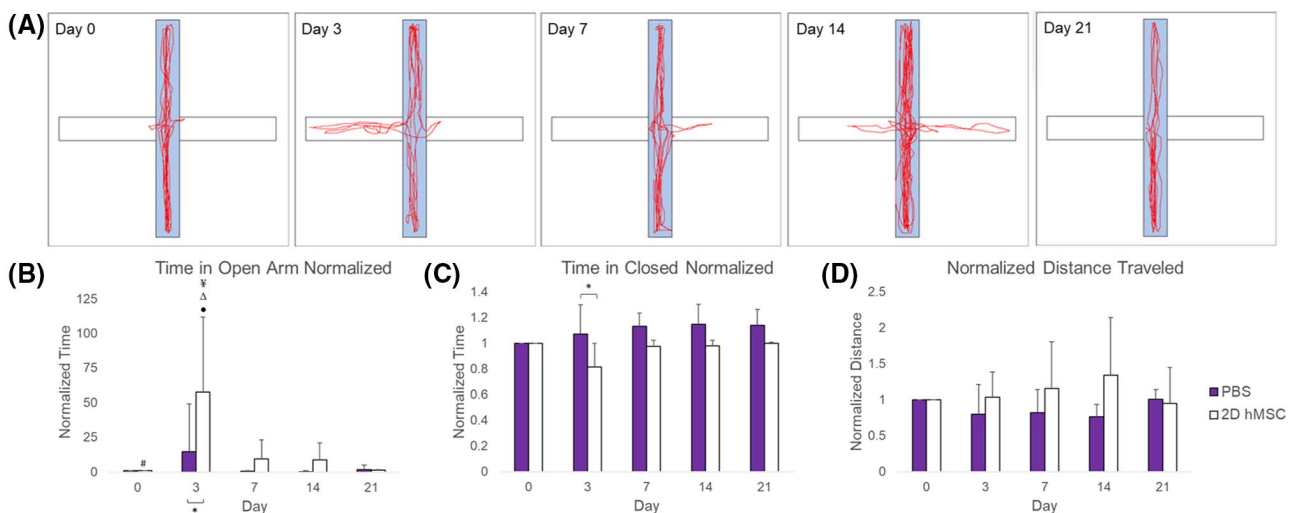 (A)
Day 0
Day 3
Day 7
Day 14
Day 21
(B)
Time in Open Arm Normalized
¥
Δ
●
125
100
75
50
25
0
Normalized Time
#
0 3 7 14 21
*
Day
(C)
Time in Closed Normalized
*
1.4
1.2
1
0.8
0.6
0.4
0.2
0
Normalized Time
0 3 7 14 21
Day
(D)
Normalized Distance Traveled
2.5
2
1.5
1
0.5
0
Normalized Distance
0 3 7 14 21
Day
PBS
2D hMSC